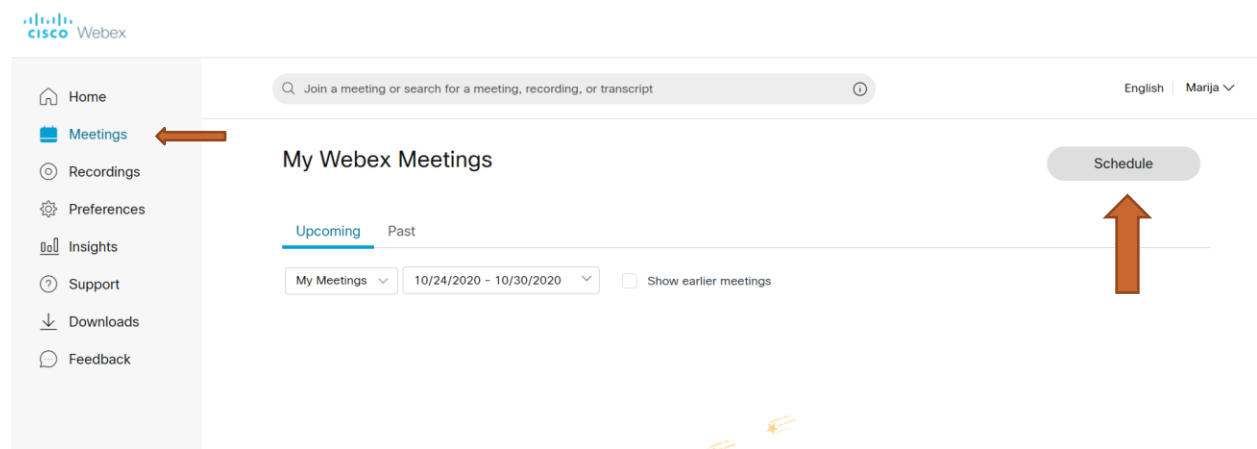 cisco Webex
Join a meeting or search for a meeting, recording, or transcript
English
Marija
Home
Meetings
Recordings
Preferences
Insights
Support
Downloads
Feedback
My Webex Meetings
Schedule
Upcoming Past
My Meetings 10/24/2020 - 10/30/2020 Show earlier meetings